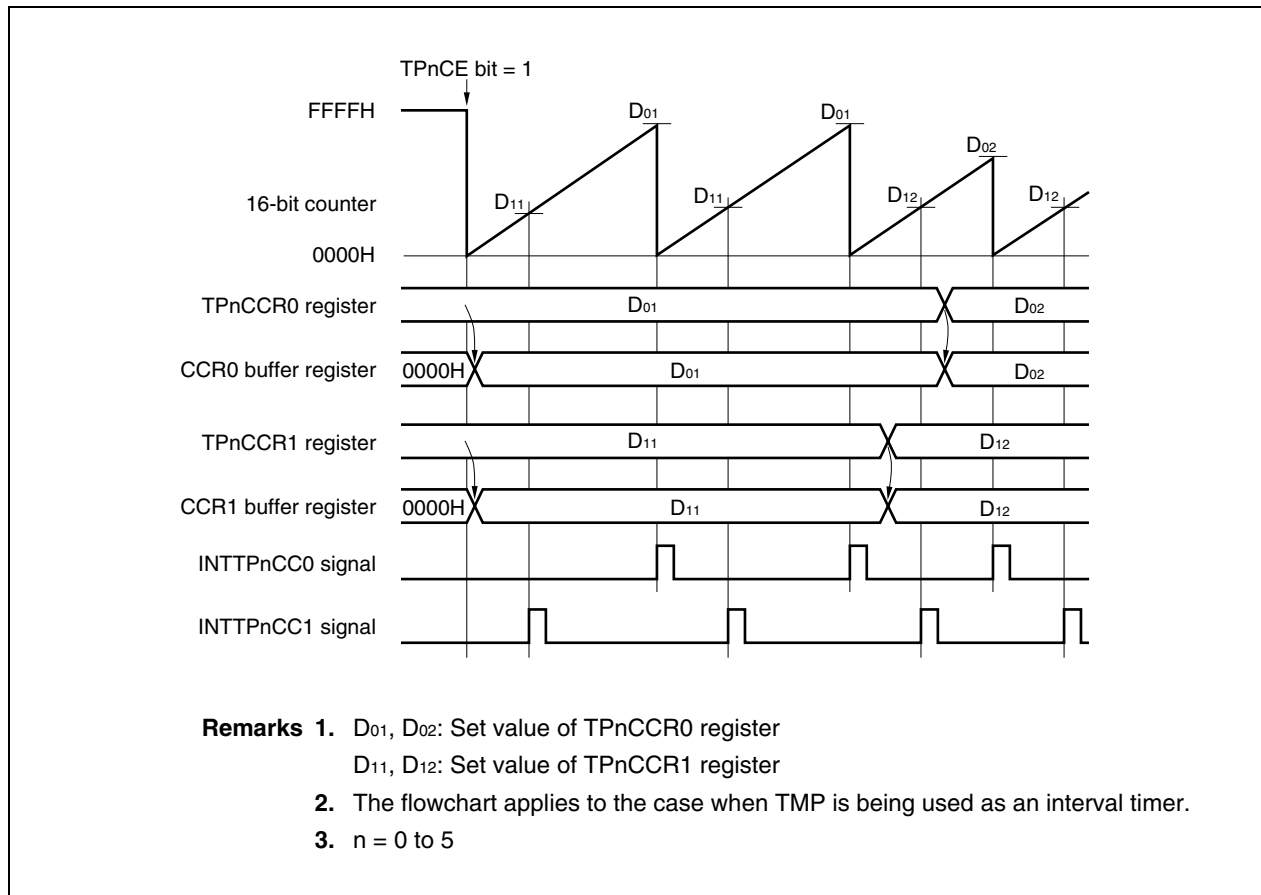 TPnCE bit = 1
FFFFH
D01 D01
D02
16-bit counter
D11 D11 D12 D12
0000H
TPnCCR0 register
D01 D02
CCR0 buffer register
0000H D01 D02
TPnCCR1 register
D11 D12
CCR1 buffer register
0000H D11 D12
INTTPnCC0 signal
INTTPnCC1 signal
Remarks 1. D01, D02: Set value of TPnCCR0 register
D11, D12: Set value of TPnCCR1 register
2. The flowchart applies to the case when TMP is being used as an interval timer.
3. n = 0 to 5